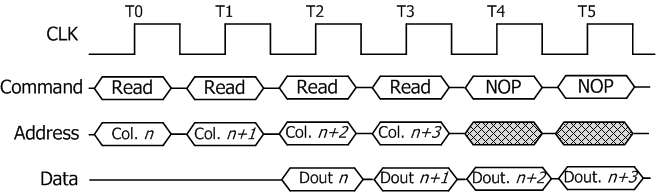 T0 T1 T2 T3 T4 T5
CLK
Command Read Read Read Read NOP NOP
Address Col. n Col. n+1 Col. n+2 Col. n+3
Data Dout n Dout n+1 Dout. n+2 Dout. n+3